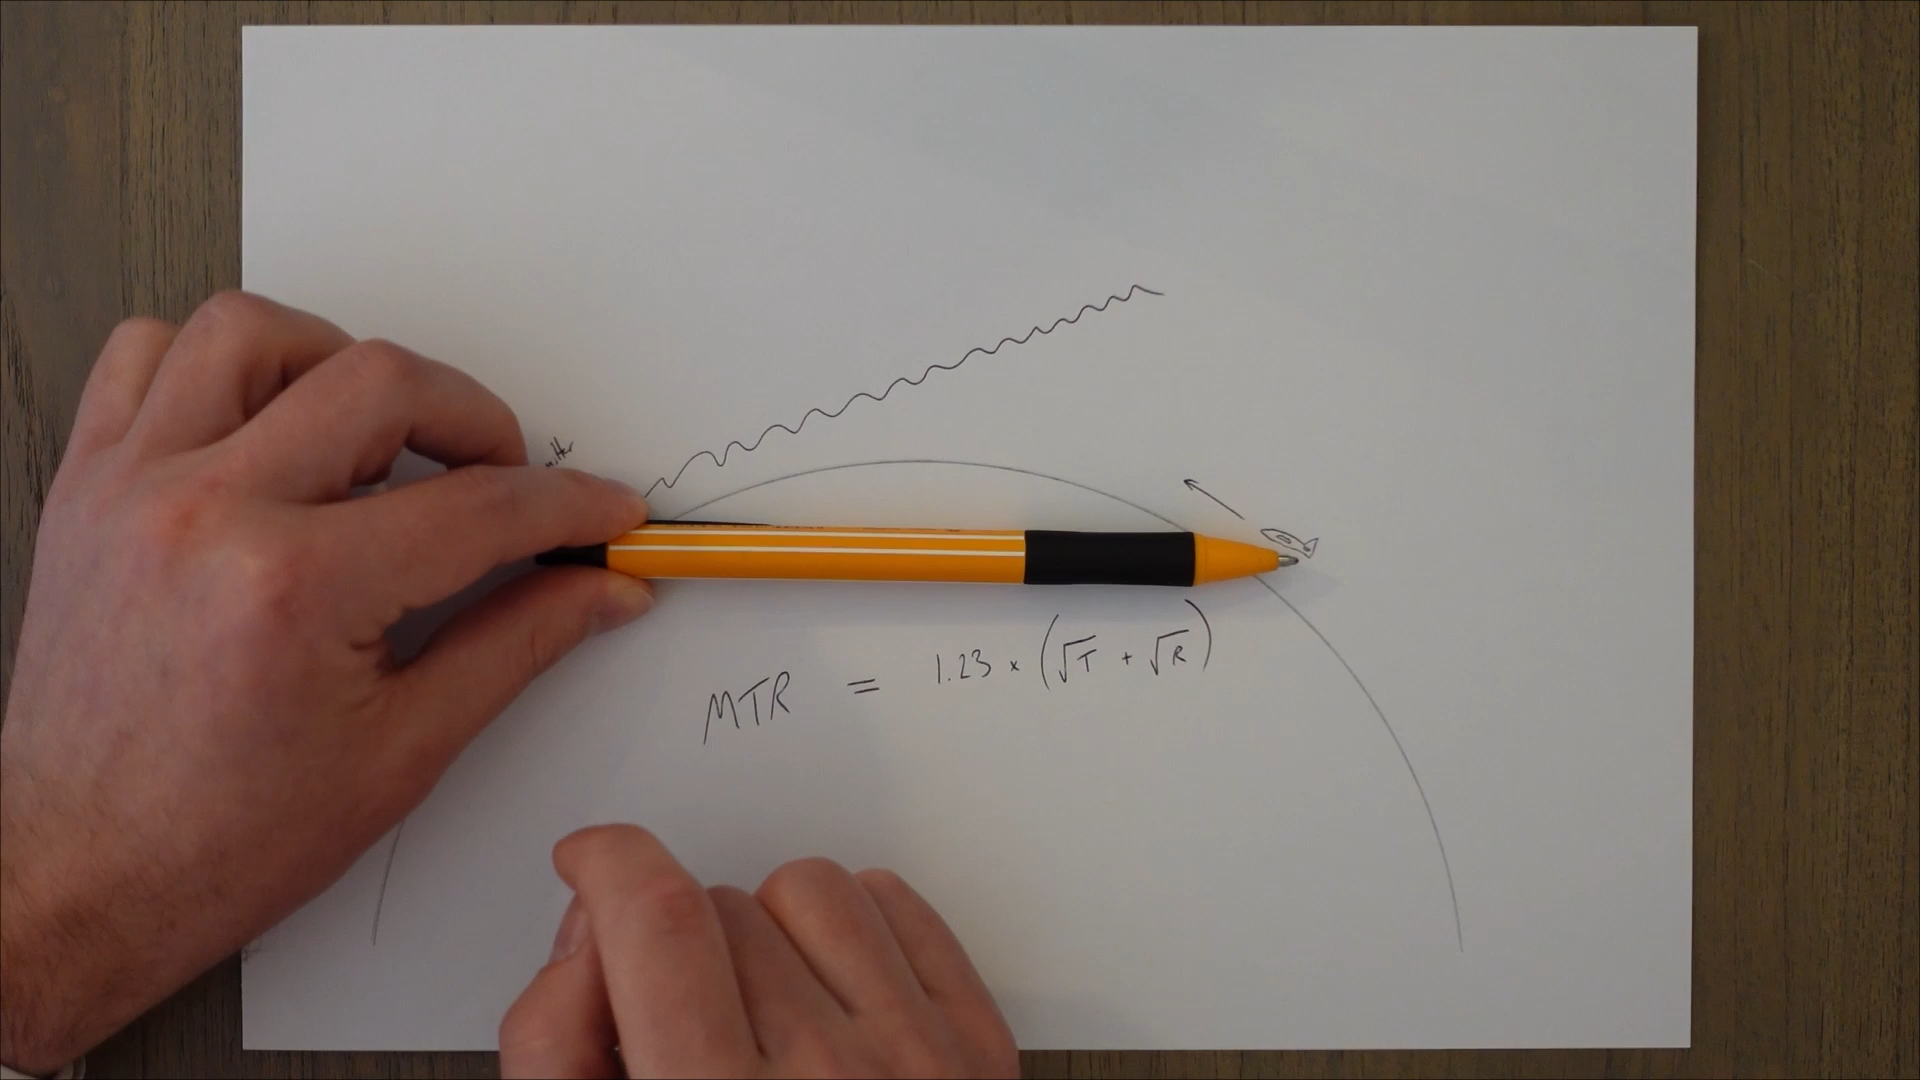 MTR = 1.23 × (√T + √R)